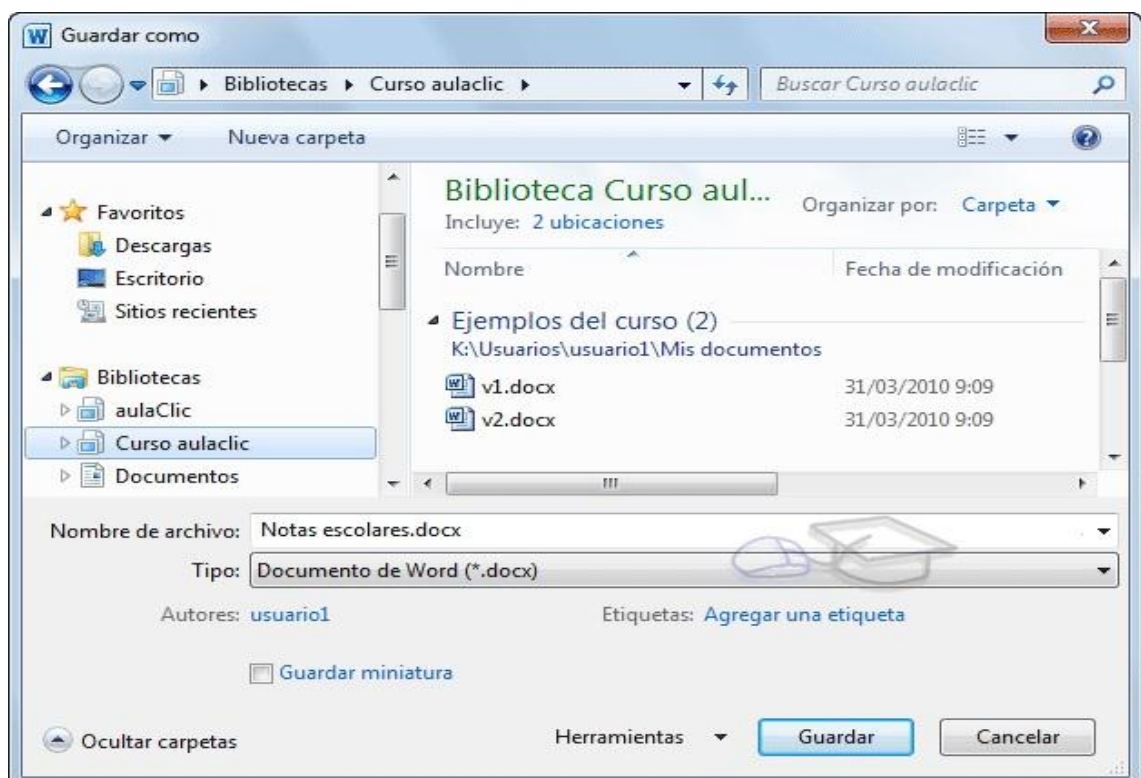 Guardar como
Bibliotecas Curso aulaclic Buscar Curso aulaclic
Organizar Nueva carpeta
Favoritos
Descargas
Escritorio
Sitios recientes
Bibliotecas
aulaClic
Curso aulaclic
Documentos
Biblioteca Curso aul...
Incluye: 2 ubicaciones
Organizar por: Carpeta
Nombre Fecha de modificación
Ejemplos del curso (2)
K:\Usuarios\usuario1\Mis documentos
v1.docx 31/03/2010 9:09
v2.docx 31/03/2010 9:09
Nombre de archivo: Notas escolares.docx
Tipo: Documento de Word (*.docx)
Autores: usuario1 Etiquetas: Agregar una etiqueta
Guardar miniatura
Ocultar carpetas Herramientas Guardar Cancelar